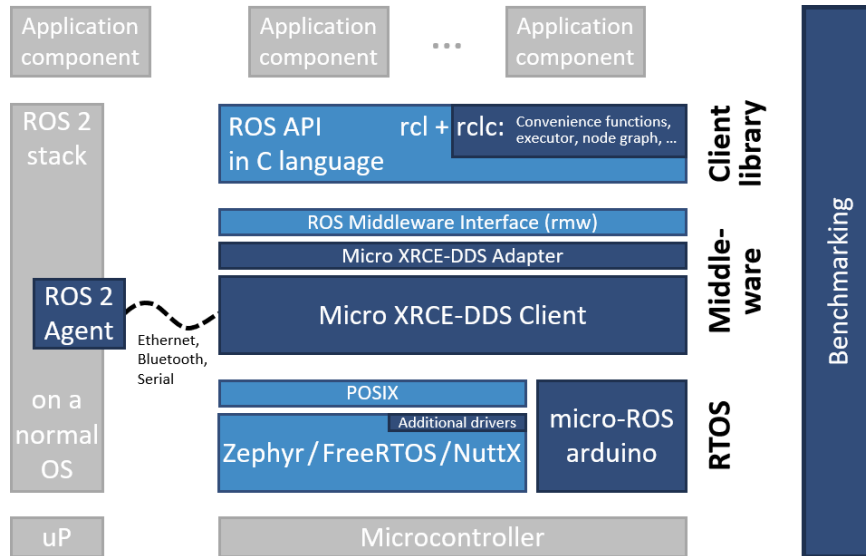 Application
component
Application
component
...
Application
component
ROS 2
stack
ROS 2
Agent
on a
normal
OS
uP
Ethernet,
Bluetooth,
Serial
ROS API
in C language
rcl + rclc:
Convenience functions,
executor, node graph, ...
ROS Middleware Interface (rmw)
Micro XRCE-DDS Adapter
Micro XRCE-DDS Client
POSIX
Additional drivers
Zephyr/FreeRTOS/NuttX
micro-ROS
arduino
Microcontroller
Client
library
Middle-
ware
RTOS
Benchmarking